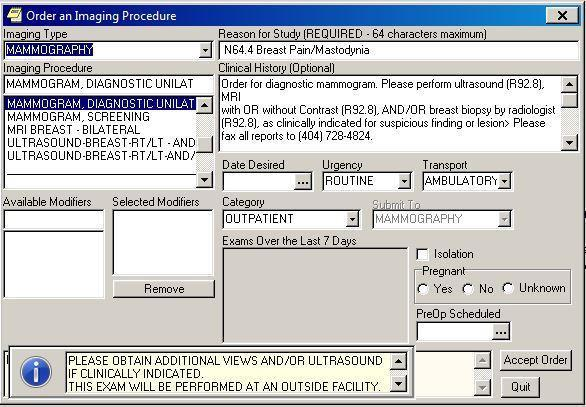 Order an Imaging Procedure
Imaging Type
MAMMOGRAPHY
Reason for Study (REQUIRED - 64 characters maximum)
N64.4 Breast Pain/Mastodynia
Imaging Procedure
MAMMOGRAM, DIAGNOSTIC UNILAT
MAMMOGRAM, DIAGNOSTIC UNILAT
MAMMOGRAM, SCREENING
MRI BREAST - BILATERAL
ULTRASOUND-BREAST-RT/LT -AND
ULTRASOUND-BREAST-RT/LT-AND/
Clinical History (Optional)
Order for diagnostic mammogram. Please perform ultrasound (R92.8),
MRI
with OR without Contrast (R92.8), AND/OR breast biopsy by radiologist
(R92.8), as clinically indicated for suspicious finding or lesion> Please
fax all reports to (404) 728-4824.
Date Desired
...
Urgency
ROUTINE
Transport
AMBULATORY
Available Modifiers
Selected Modifiers
Remove
Category
OUTPATIENT
Submit To
MAMMOGRAPHY
Exams Over the Last 7 Days
Isolation
Pregnant
Yes
No
Unknown
PreOp Scheduled
...
PLEASE OBTAIN ADDITIONAL VIEWS AND/OR ULTRASOUND
IF CLINICALLY INDICATED.
THIS EXAM WILL BE PERFORMED AT AN OUTSIDE FACILITY.
Accept Order
Quit